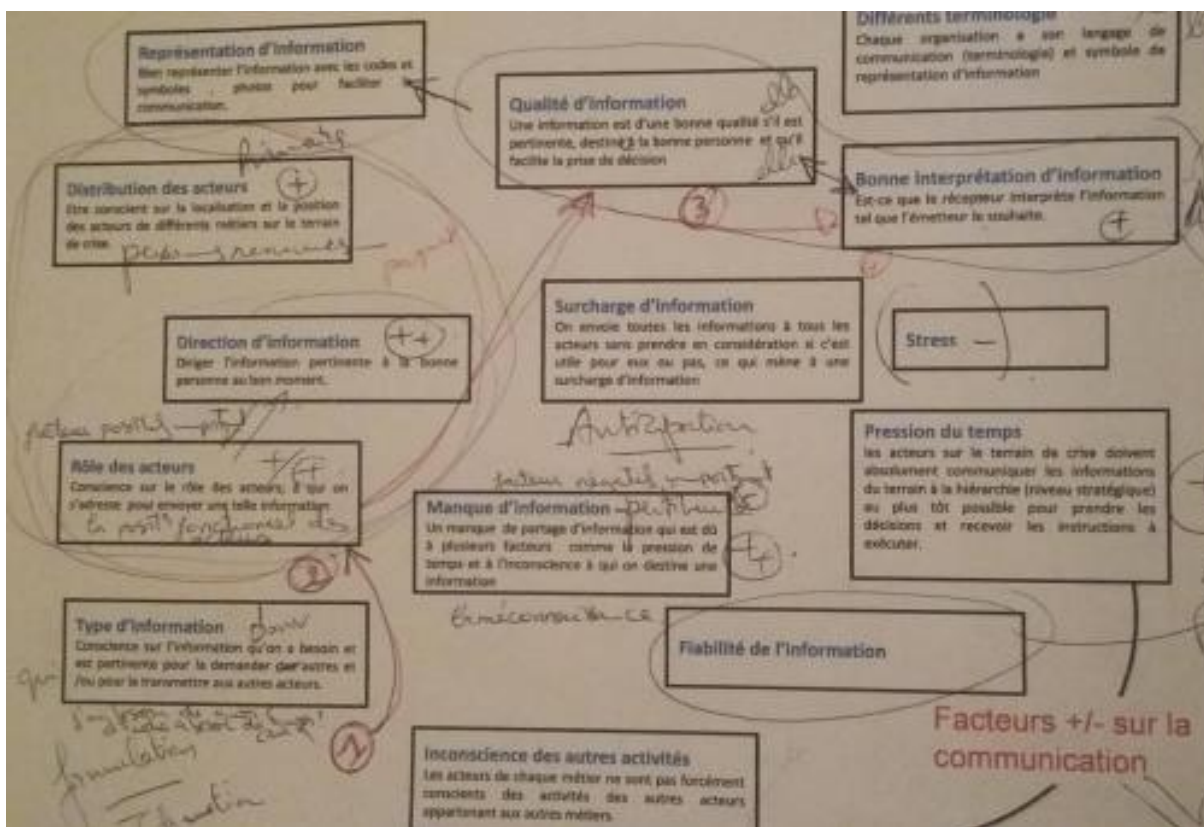 Représentation d'information
Bien représenter l'information avec les codes et
symboles , photos pour faciliter
communication.
Différents terminologie
Chaque organisation a son langage de
communication (terminologie) et symbole de
représentation d'information
Qualité d'information
Une information est d'une bonne qualité s'il est
pertinente, destiné à la bonne personne et qu'il
facilite la prise de décision
Distribution des acteurs +
Etre conscient sur la localisation et la position
des acteurs de différents métiers sur le terrain
de crise.
3
Bonne interprétation d'information
Est-ce que le récepteur interprète l'information
tel que l'émetteur le souhaite.
+
Direction d'information ++
Diriger l'information pertinente à la bonne
personne au bon moment.
Surcharge d'information
On envoie toutes les informations à tous les
acteurs sans prendre en considération si c'est
utile pour eux ou pas, ce qui mène à une
surcharge d'information
Stress –
Anticipation
Rôle des acteurs +/++
Conscience sur le rôle des acteurs, à qui on
s'adresse pour envoyer une telle information
2
Pression du temps
les acteurs sur le terrain de crise doivent
absolument communiquer les informations
du terrain à la hiérarchie (niveau stratégique)
au plus tôt possible pour prendre les
décisions et recevoir les instructions à
exécuter.
Manque d'information
Un manque de partage d'information qui est dû
à plusieurs facteurs comme la pression de
temps et à l'inconscience à qui on destine une
information
Type d'information
Conscience sur l'information qu'on a besoin et
est pertinente pour la demander des autres et
/ou pour la transmettre aux autres acteurs.
1
formulation
Fiabilité de l'information
Inconscience des autres activités
Les acteurs de chaque métier ne sont pas forcément
conscients des activités des autres acteurs
appartenant aux autres métiers.
Facteurs +/- sur la
communication